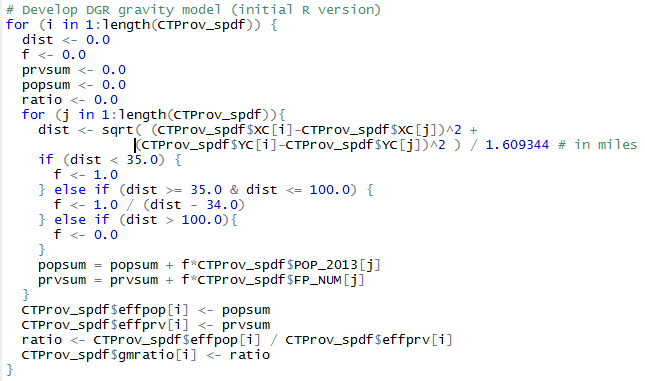 # Develop DGR gravity model (initial R version)
for (i in 1:length(CTProv_spdf)) {
  dist <- 0.0
  f <- 0.0
  prvsum <- 0.0
  popsum <- 0.0
  ratio <- 0.0
  for (j in 1:length(CTProv_spdf)){
    dist <- sqrt( (CTProv_spdf$XC[i]-CTProv_spdf$XC[j])^2 +
                  (CTProv_spdf$YC[i]-CTProv_spdf$YC[j])^2 ) / 1.609344 # in miles
    if (dist < 35.0) {
      f <- 1.0
    } else if (dist >= 35.0 & dist <= 100.0) {
      f <- 1.0 / (dist - 34.0)
    } else if (dist > 100.0){
      f <- 0.0
    }
    popsum = popsum + f*CTProv_spdf$POP_2013[j]
    prvsum = prvsum + f*CTProv_spdf$FP_NUM[j]
  }
  CTProv_spdf$effpop[i] <- popsum
  CTProv_spdf$effprv[i] <- prvsum
  ratio <- CTProv_spdf$effpop[i] / CTProv_spdf$effprv[i]
  CTProv_spdf$gmratio[i] <- ratio
}